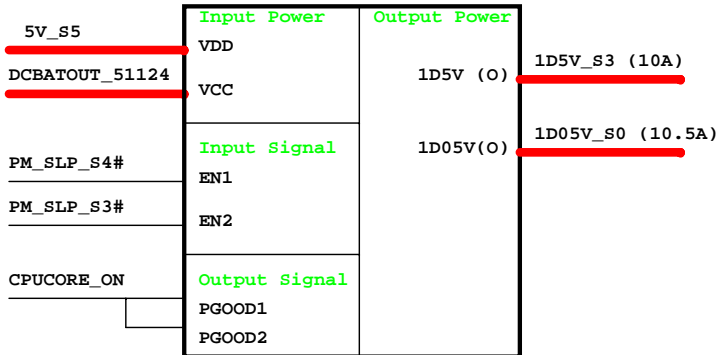 Input Power
Output Power
5V_S5
VDD
DCBATOUT_51124
VCC
1D5V (O)
1D5V_S3 (10A)
Input Signal
1D05V(O)
1D05V_S0 (10.5A)
PM_SLP_S4#
EN1
PM_SLP_S3#
EN2
CPUCORE_ON
Output Signal
PGOOD1
PGOOD2